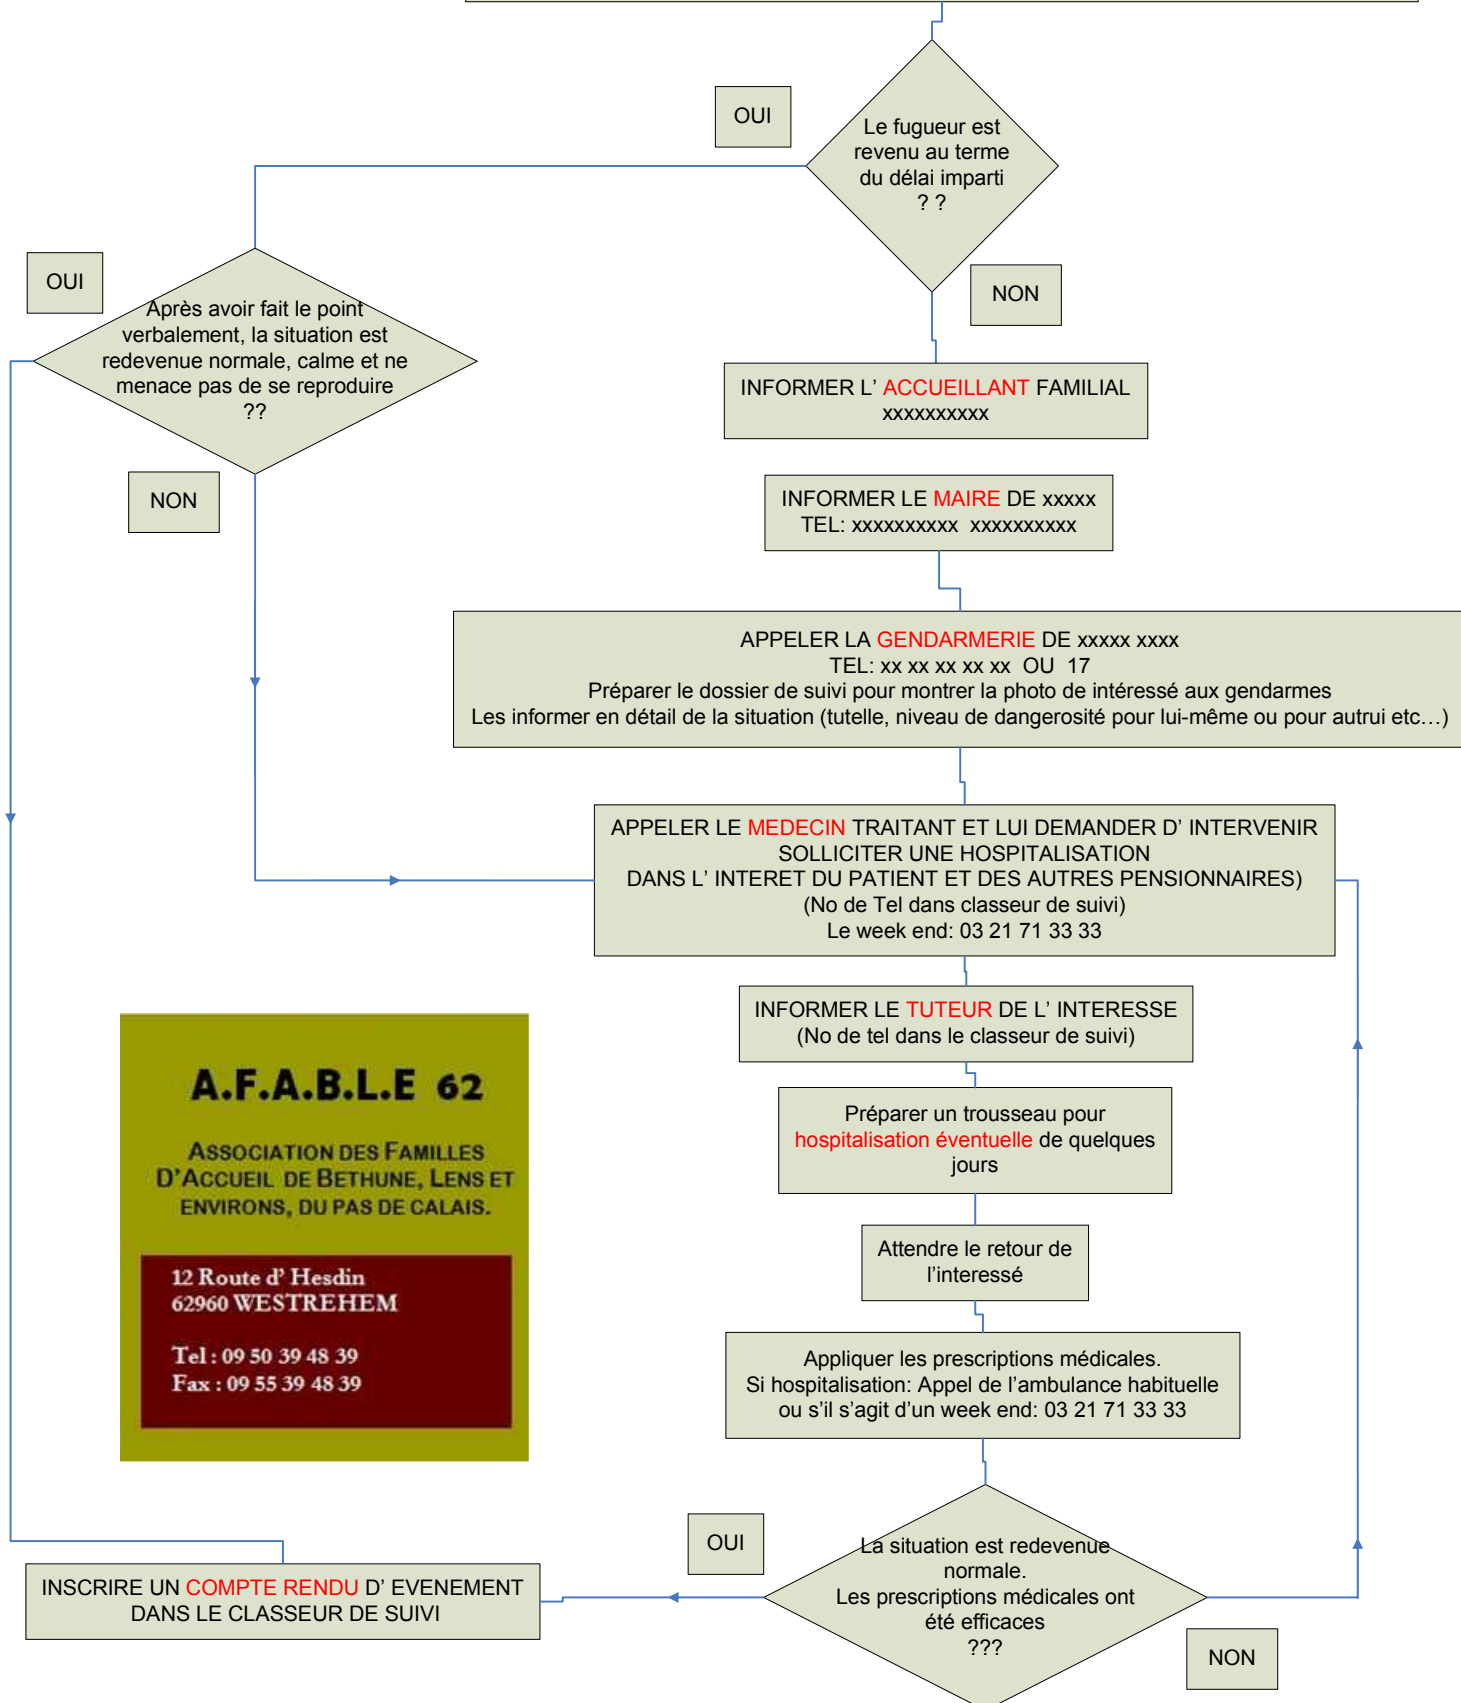 OUI
Le fugueur est
revenu au terme
du délai imparti
? ?
OUI
Après avoir fait le point
verbalement, la situation est
redevenue normale, calme et ne
menace pas de se reproduire
??
NON
NON
INFORMER L' ACCUEILLANT FAMILIAL
xxxxxxxxxx
INFORMER LE MAIRE DE xxxxx
TEL: xxxxxxxxxx xxxxxxxxxx
APPELER LA GENDARMERIE DE xxxxx xxxx
TEL: xx xx xx xx xx OU 17
Préparer le dossier de suivi pour montrer la photo de intéressé aux gendarmes
Les informer en détail de la situation (tutelle, niveau de dangerosité pour lui-même ou pour autrui etc…)
APPELER LE MEDECIN TRAITANT ET LUI DEMANDER D' INTERVENIR
SOLLICITER UNE HOSPITALISATION
DANS L' INTERET DU PATIENT ET DES AUTRES PENSIONNAIRES)
(No de Tel dans classeur de suivi)
Le week end: 03 21 71 33 33
INFORMER LE TUTEUR DE L' INTERESSE
(No de tel dans le classeur de suivi)
Préparer un trousseau pour
hospitalisation éventuelle de quelques
jours
Attendre le retour de
l'interessé
Appliquer les prescriptions médicales.
Si hospitalisation: Appel de l'ambulance habituelle
ou s'il s'agit d'un week end: 03 21 71 33 33
A.F.A.B.L.E 62
ASSOCIATION DES FAMILLES
D'ACCUEIL DE BETHUNE, LENS ET
ENVIRONS, DU PAS DE CALAIS.
12 Route d' Hesdin
62960 WESTREHEM
Tel : 09 50 39 48 39
Fax : 09 55 39 48 39
OUI
La situation est redevenue
normale.
Les prescriptions médicales ont
été efficaces
???
NON
INSCRIRE UN COMPTE RENDU D' EVENEMENT
DANS LE CLASSEUR DE SUIVI